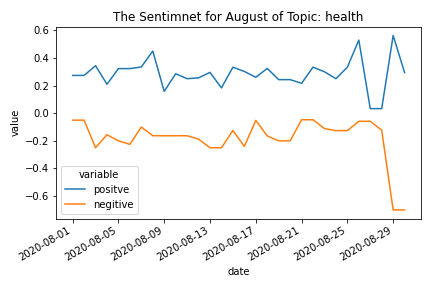 The Sentimnet for August of Topic: health
value
0.6
0.4
0.2
0.0
−0.2
−0.4
−0.6
variable
positve
negitive
2020-08-01
2020-08-05
2020-08-09
2020-08-13
2020-08-17
2020-08-21
2020-08-25
2020-08-29
date